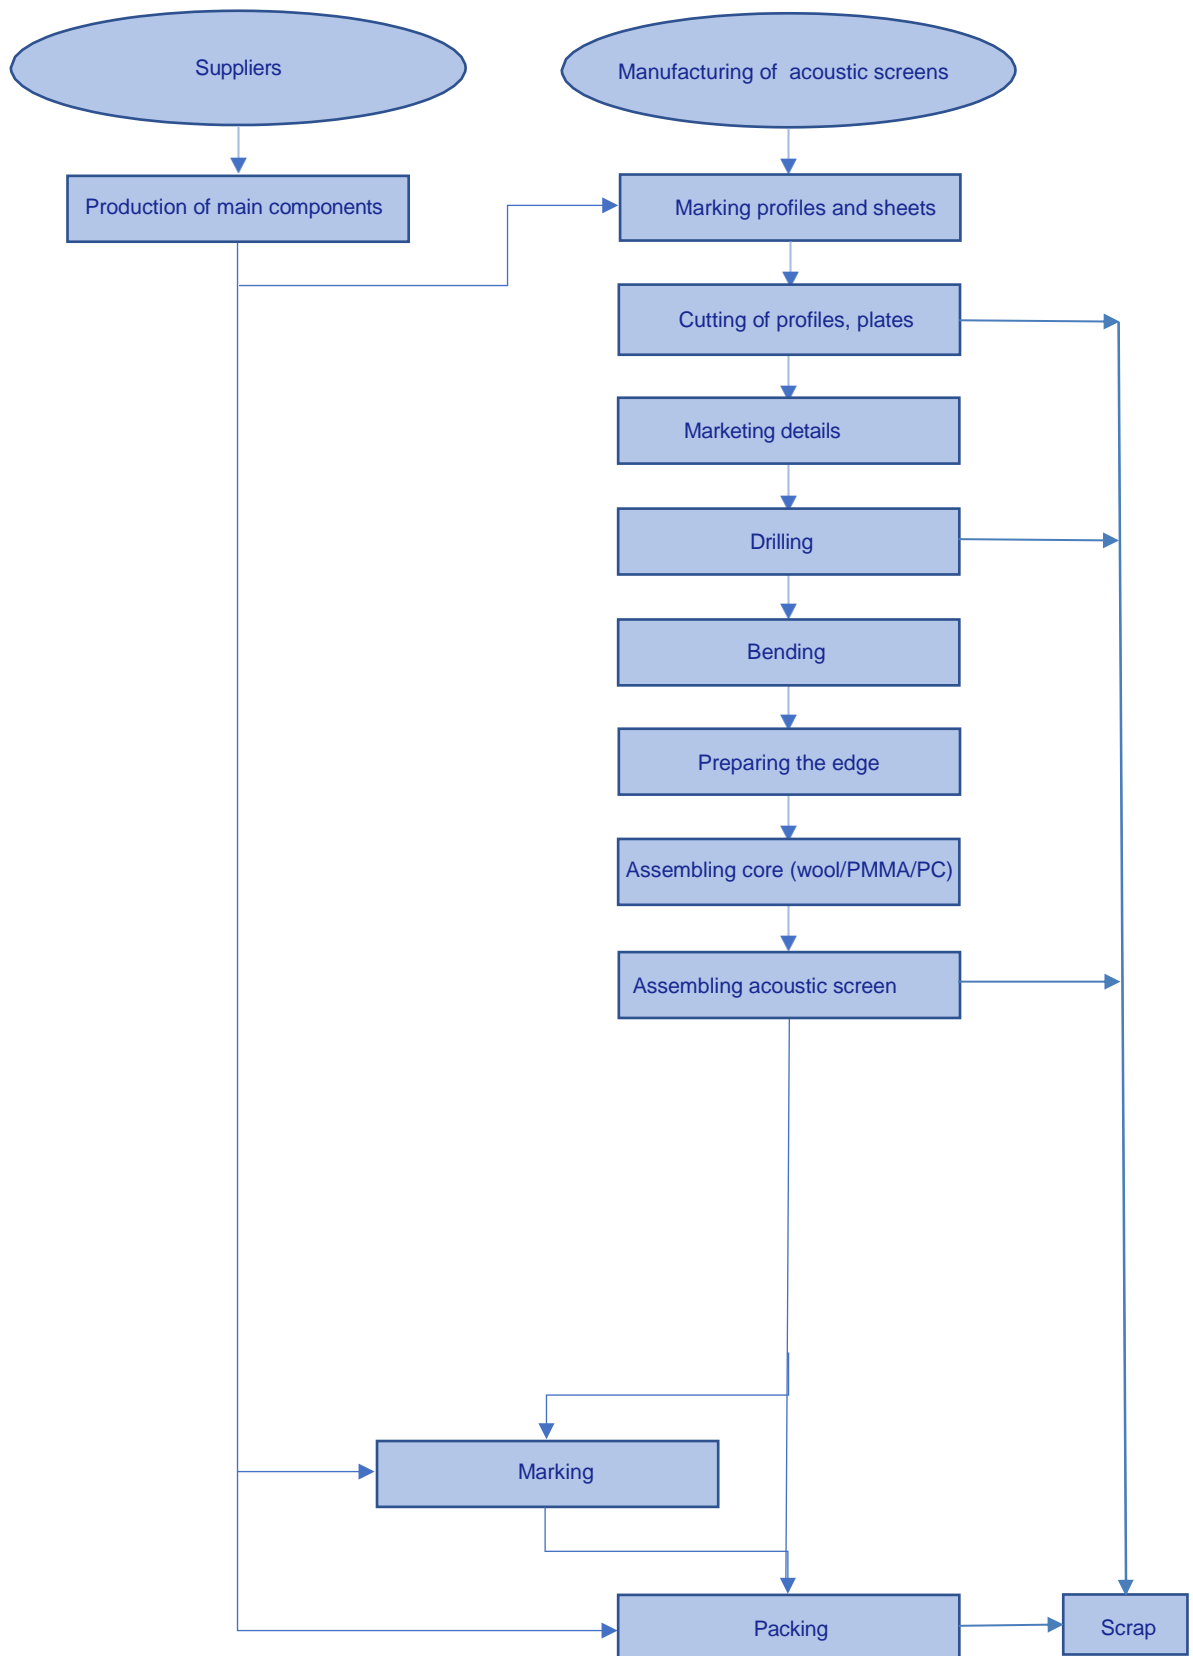 Suppliers
Manufacturing of acoustic screens
Production of main components
Marking profiles and sheets
Cutting of profiles, plates
Marketing details
Drilling
Bending
Preparing the edge
Assembling core (wool/PMMA/PC)
Assembling acoustic screen
Marking
Packing
Scrap